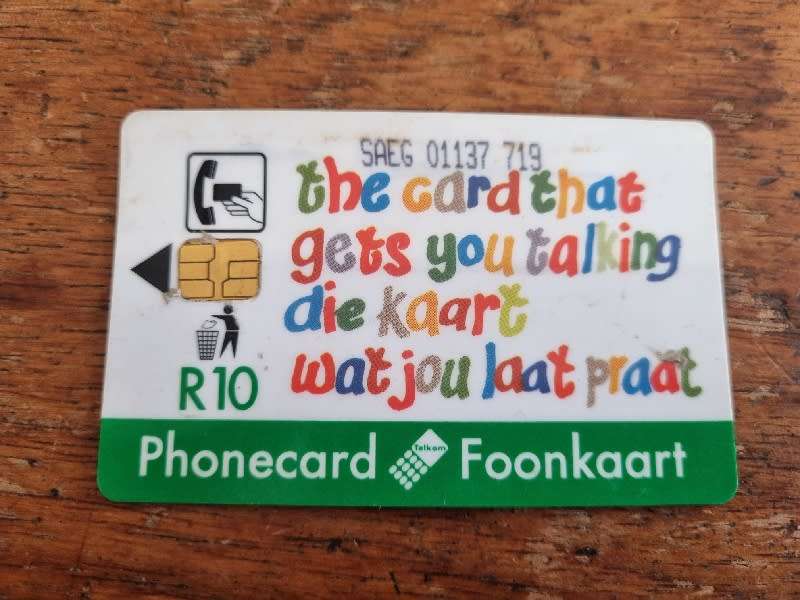 SAEG 01137 719
the card that
gets you talking
die kaart
wat jou laat praat
R10
Phonecard Telkom Foonkaart